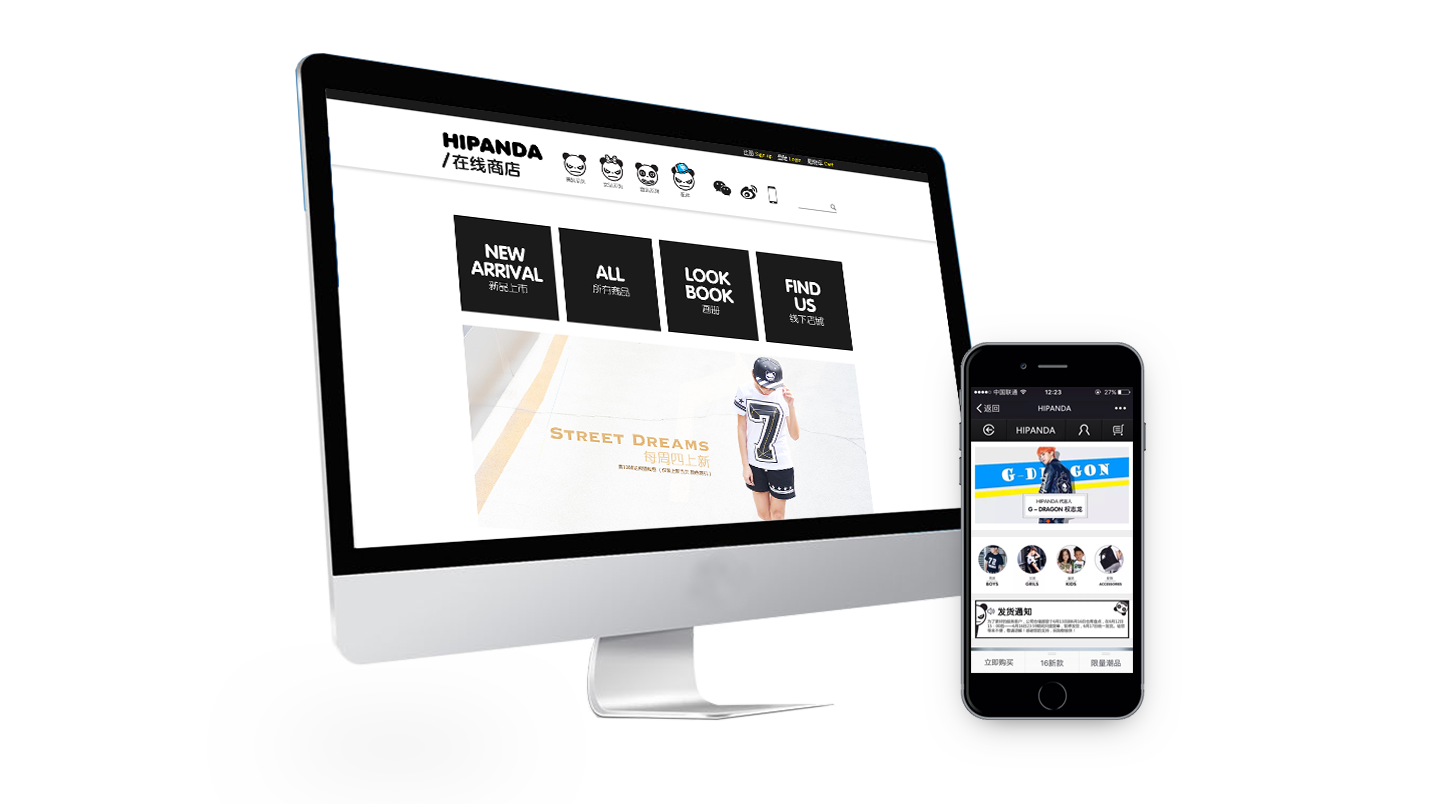 HIPANDA
/在线商店
注册 Sign up 登陆 Login 购物车 Cart
NEW
ARRIVAL
新品上市
ALL
所有商品
LOOK
BOOK
画册
FIND
US
线下店铺
STREET DREAMS
每周四上新
中国联通
12:23
27%
返回
HIPANDA
HIPANDA
G-DRAGON
HIPANDA 代言人
G – DRAGON 权志龙
BOYS
GRILS
KIDS
ACCESSORIES
发货通知
立即购买
16新款
限量潮品